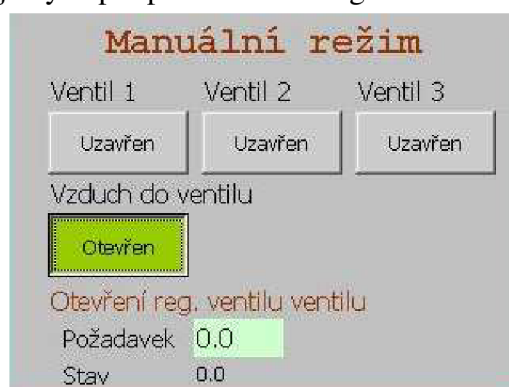 Manuální režim
Ventil 1 Ventil 2 Ventil 3
Uzavřen Uzavřen Uzavřen
Vzduch do ventilu
Otevřen
Otevření reg. ventilu ventilu
Požadavek 0.0
Stav 0.0